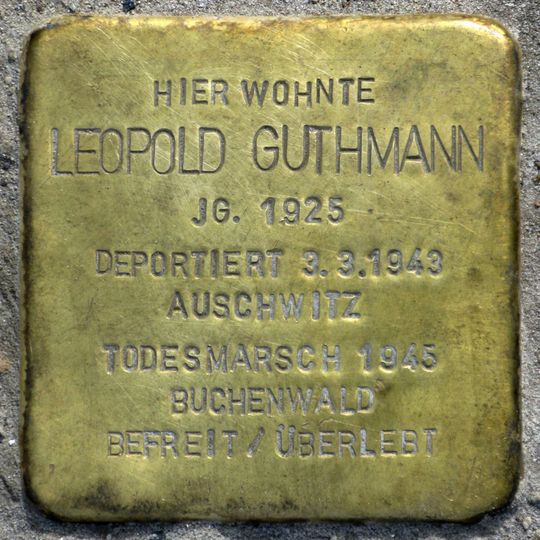 HIER WOHNTE
LEOPOLD GUTHMANN
JG. 1925
DEPORTIERT 3.3.1943
AUSCHWITZ
TODESMARSCH 1945
BUCHENWALD
BEFREIT / ÜBERLEBT